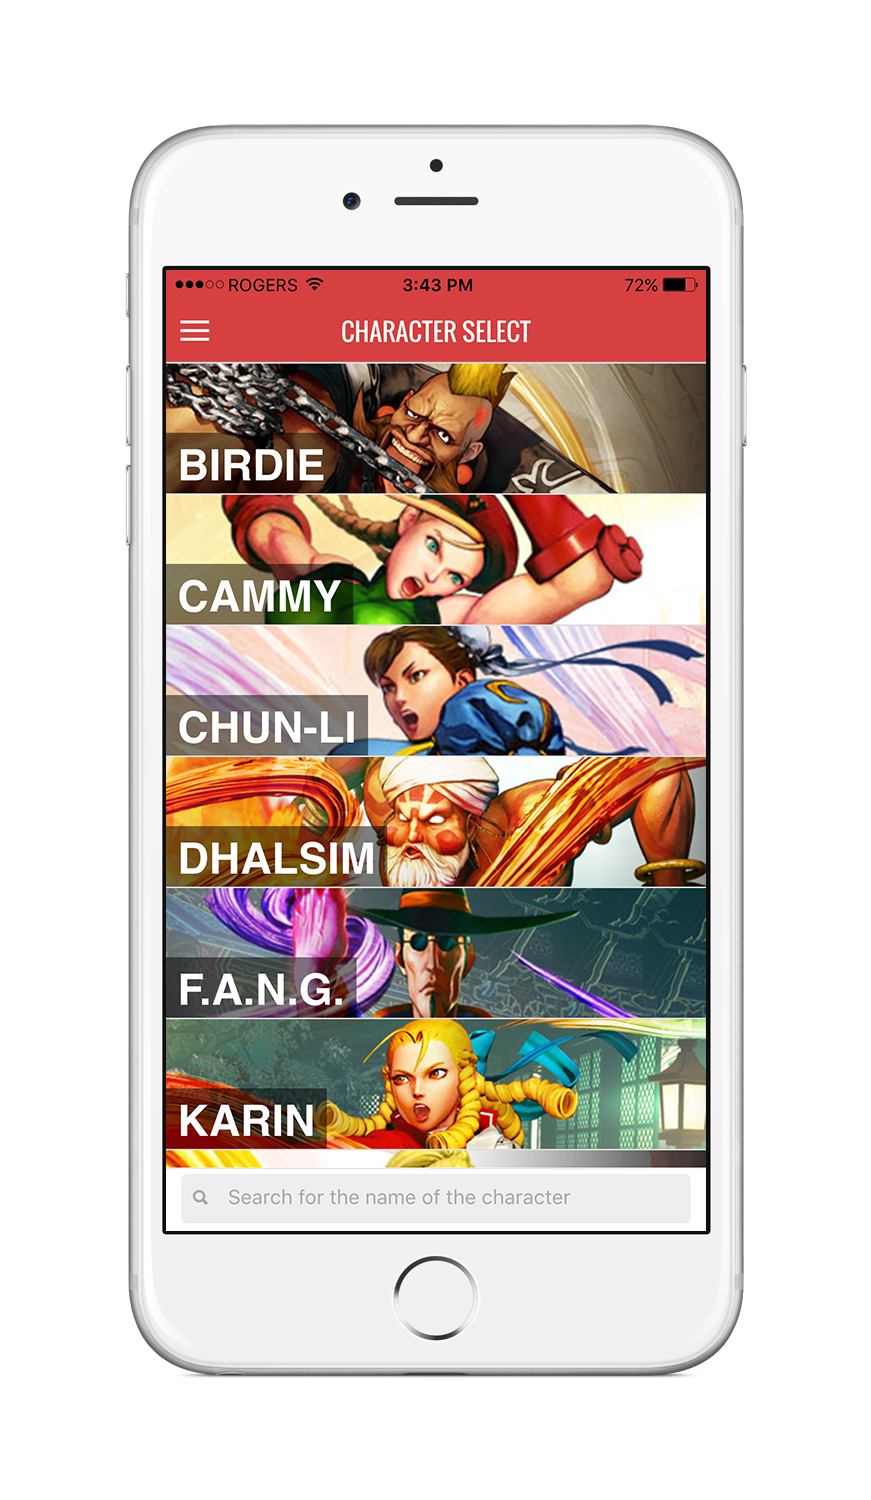 ROGERS 3:43 PM 72%
CHARACTER SELECT
BIRDIE
CAMMY
CHUN-LI
DHALSIM
F.A.N.G.
KARIN
Search for the name of the character